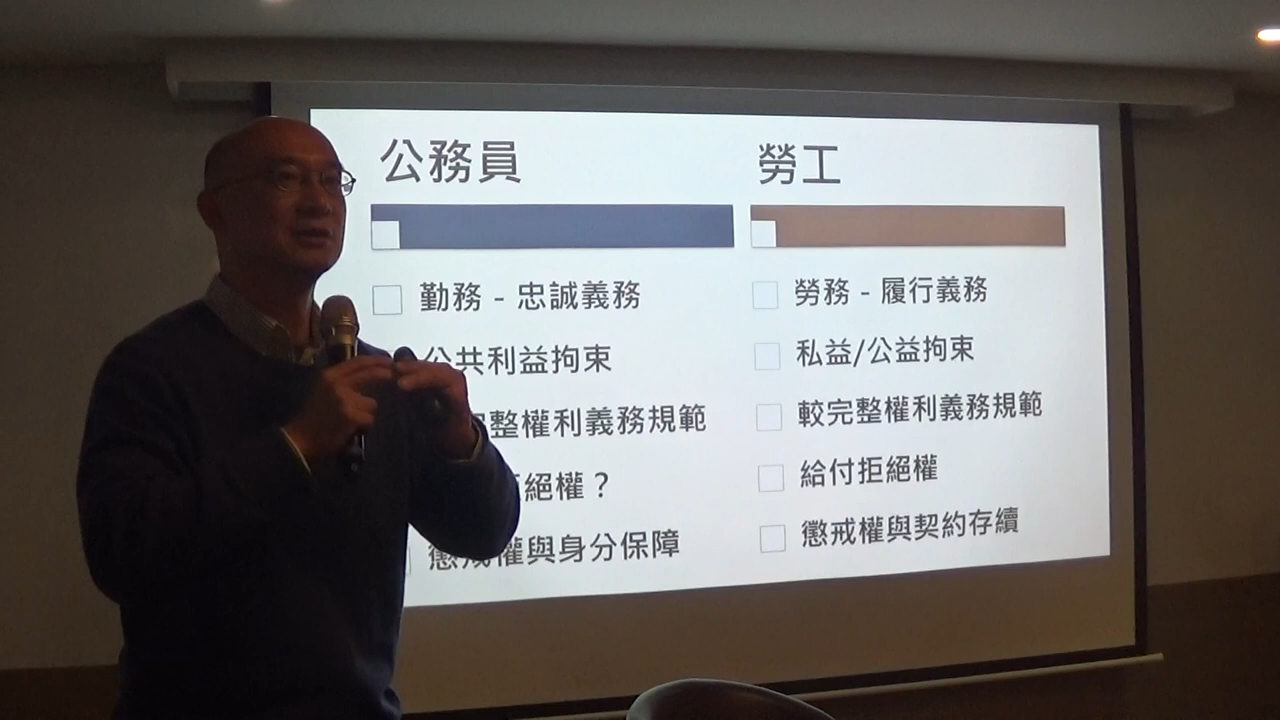 公務員
勤務 - 忠誠義務
公共利益拘束
整權利義務規範
絕權？
懲戒權與身分保障
勞工
勞務 - 履行義務
私益/公益拘束
較完整權利義務規範
給付拒絕權
懲戒權與契約存續